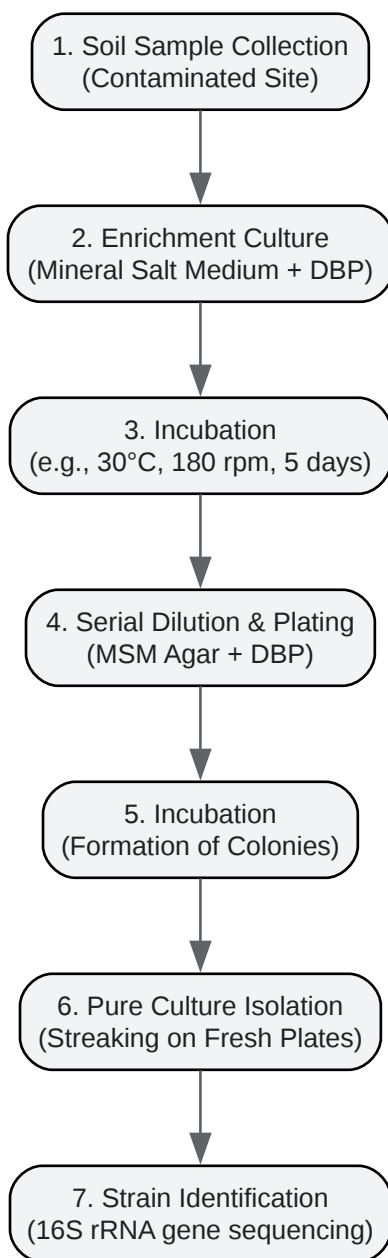 1. Soil Sample Collection
(Contaminated Site)
2. Enrichment Culture
(Mineral Salt Medium + DBP)
3. Incubation
(e.g., 30°C, 180 rpm, 5 days)
4. Serial Dilution & Plating
(MSM Agar + DBP)
5. Incubation
(Formation of Colonies)
6. Pure Culture Isolation
(Streaking on Fresh Plates)
7. Strain Identification
(16S rRNA gene sequencing)